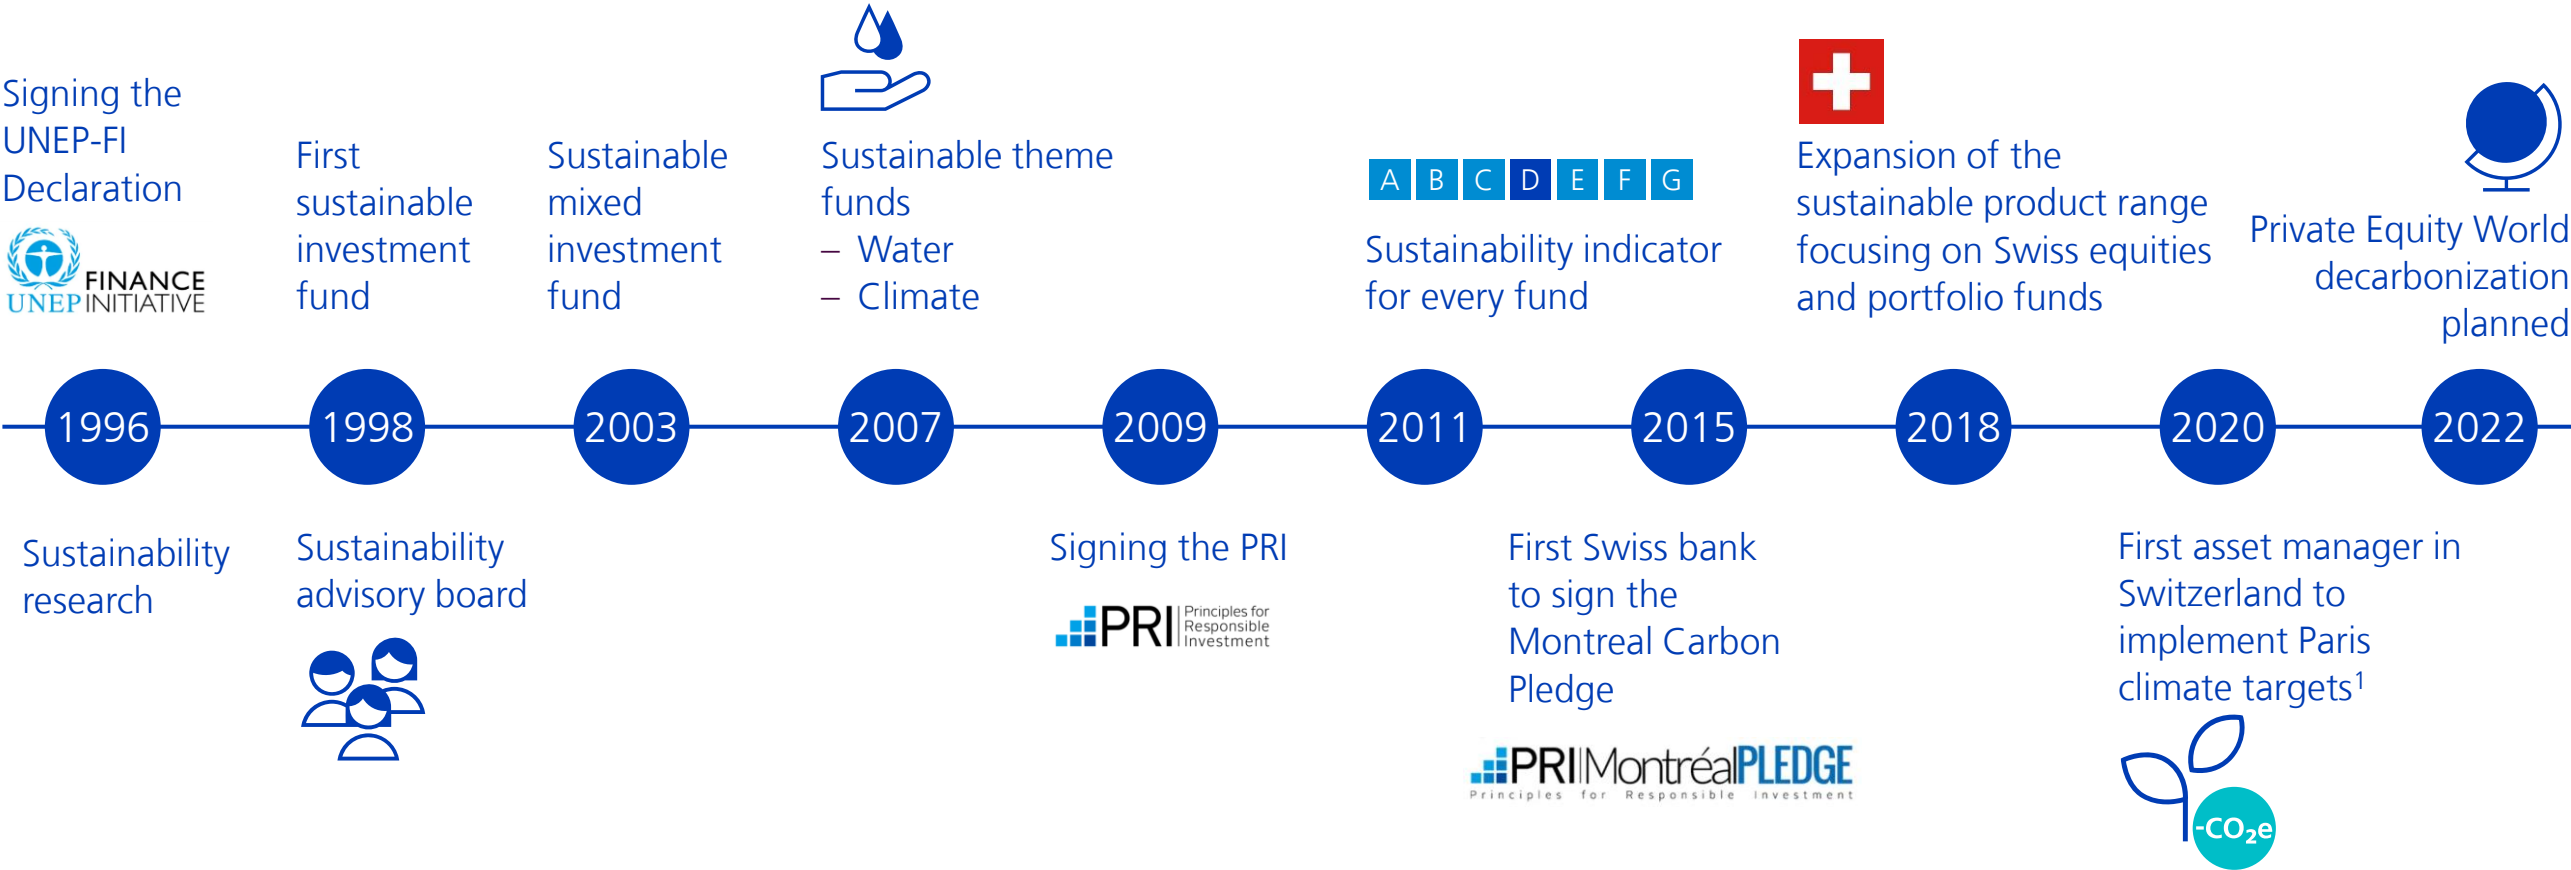 Signing the
UNEP-FI
Declaration
FINANCE
UNEP INITIATIVE
First
sustainable
investment
fund
Sustainable
mixed
investment
fund
Sustainable theme
funds
– Water
– Climate
A B C D E F G
Sustainability indicator
for every fund
Expansion of the
sustainable product range
focusing on Swiss equities
and portfolio funds
Private Equity World
decarbonization
planned
1996 1998 2003 2007 2009 2011 2015 2018 2020 2022
Sustainability
research
Sustainability
advisory board
Signing the PRI
PRI
Principles for
Responsible
Investment
First Swiss bank
to sign the
Montreal Carbon
Pledge
PRI MontréalPLEDGE
Principles for Responsible Investment
First asset manager in
Switzerland to
implement Paris
climate targets¹
-CO₂e